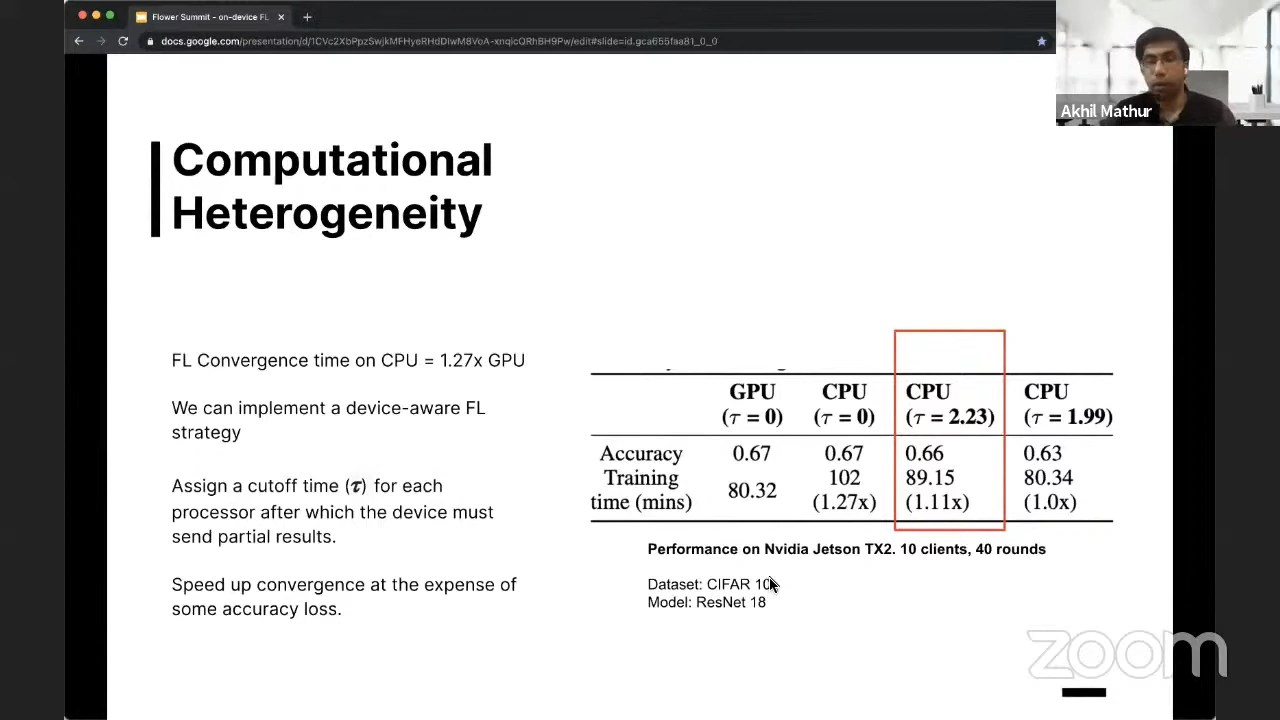 Flower Summit - on-device FL
docs.google.com/presentation/d/1CVc2XbPpzSwjkMFHyeRHdDlwM8VoA-xnqicQRhBH9Pw/edit#slide=id.gca655faa81_0_0
Akhil Mathur
Computational
Heterogeneity
FL Convergence time on CPU = 1.27x GPU
We can implement a device-aware FL
strategy
Assign a cutoff time (τ) for each
processor after which the device must
send partial results.
Speed up convergence at the expense of
some accuracy loss.
GPU CPU CPU CPU
(τ = 0) (τ = 0) (τ = 2.23) (τ = 1.99)
Accuracy 0.67 0.67 0.66 0.63
Training time (mins) 80.32 102 (1.27x) 89.15 (1.11x) 80.34 (1.0x)
Performance on Nvidia Jetson TX2. 10 clients, 40 rounds
Dataset: CIFAR 10
Model: ResNet 18
zoom